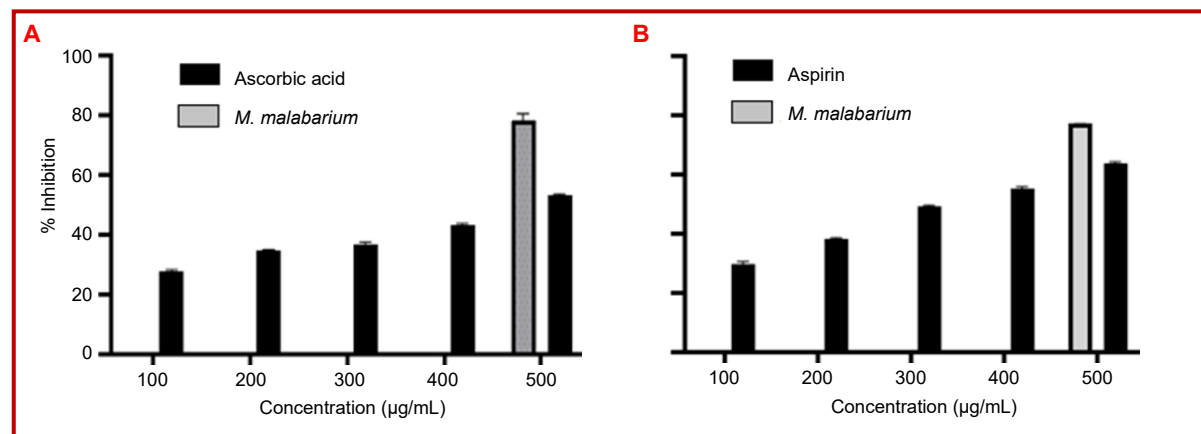 A
B
100
80
60
40
20
0
% Inhibition
Ascorbic acid
M. malabarium
100 200 300 400 500
Concentration (µg/mL)
Aspirin
M. malabarium
100 200 300 400 500
Concentration (µg/mL)